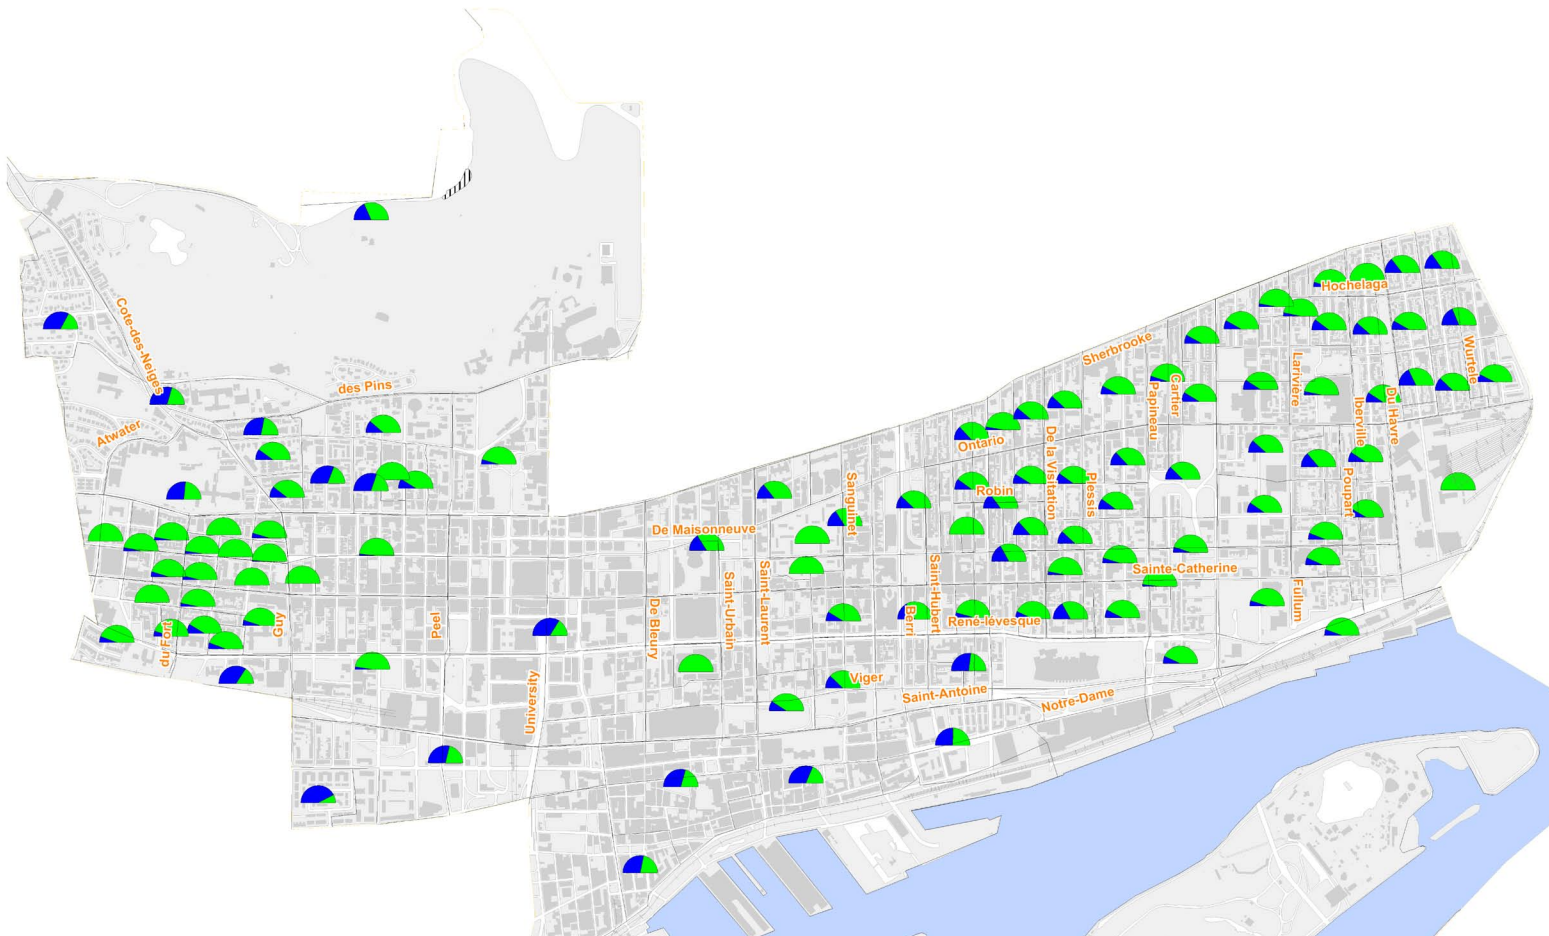 Hochelaga
Cote-des-Neiges
Sherbrooke
Wurtele
Larivière
des Pins
Cartier
Papineau
Du Havre
Iberville
Atwater
Ontario
De la Visitation
Sanguinet
Plessis
Poupart
Robin
De Maisonneuve
Sainte-Catherine
Saint-Hubert
Saint-Laurent
Saint-Urbain
Fullum
De Bleury
Berri
Peel
Guy
René-lévesque
du Fort
Viger
University
Saint-Antoine
Notre-Dame